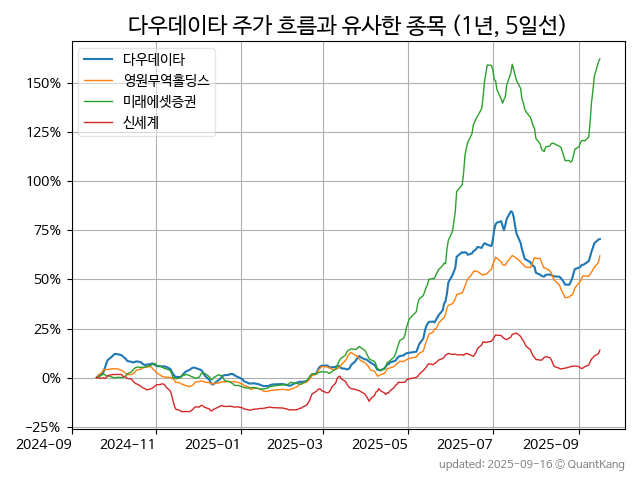 다우데이타 주가 흐름과 유사한 종목 (1년, 5일선)
다우데이타
영원무역홀딩스
미래에셋증권
신세계
150%
125%
100%
75%
50%
25%
0%
−25%
2024-09 2024-11 2025-01 2025-03 2025-05 2025-07 2025-09
updated: 2025-09-16 © QuantKang